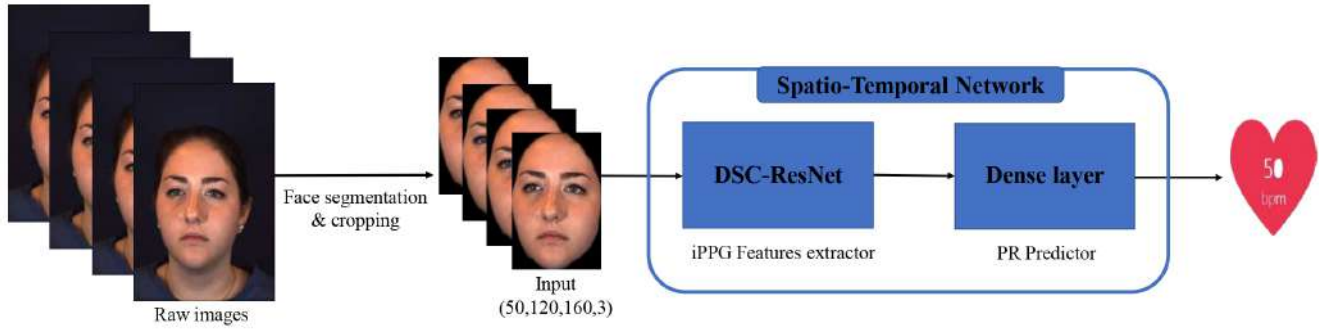 Raw images
Face segmentation
& cropping
Input
(50,120,160,3)
Spatio-Temporal Network
DSC-ResNet
iPPG Features extractor
Dense layer
PR Predictor
50
bpm